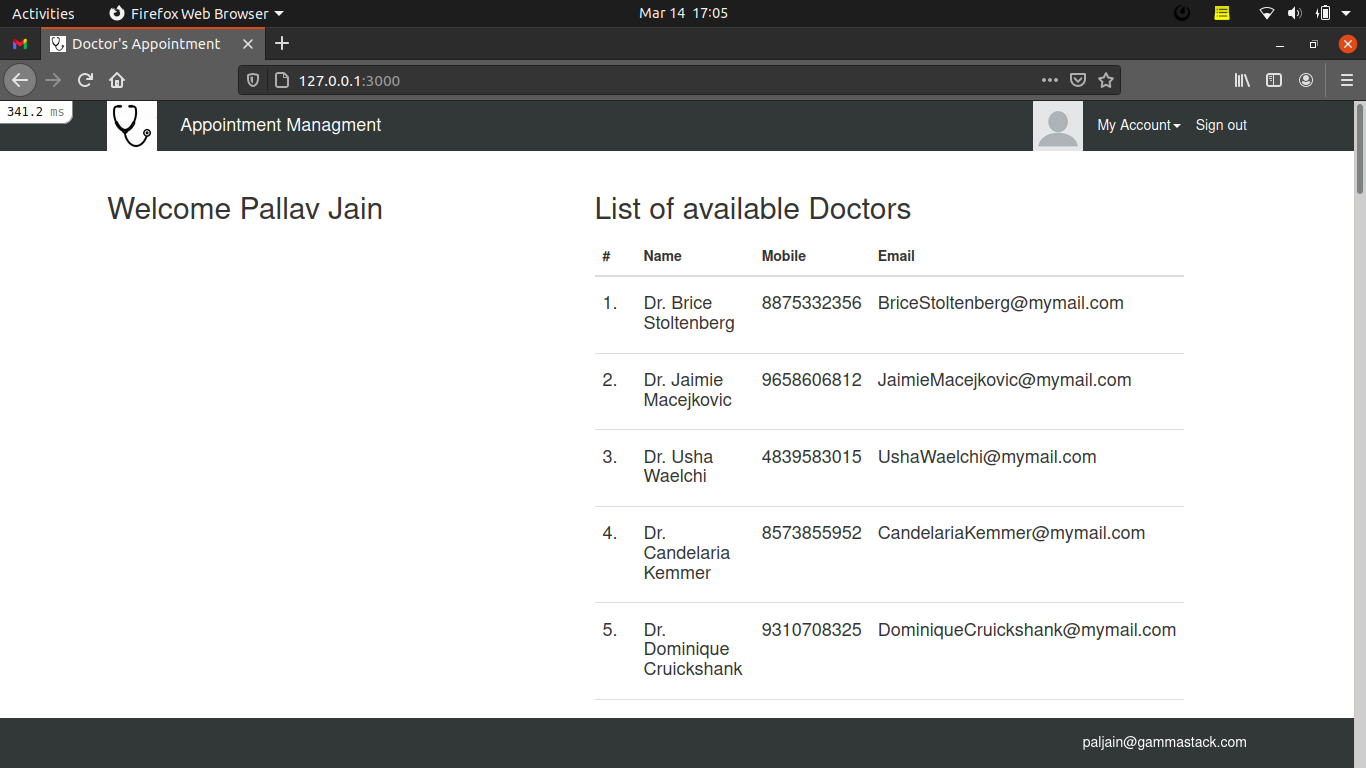 Activities Firefox Web Browser Mar 14 17:05
Doctor's Appointment
127.0.0.1:3000
341.2 ms
Appointment Managment My Account Sign out
Welcome Pallav Jain
List of available Doctors
# Name Mobile Email
1. Dr. Brice 8875332356 BriceStoltenberg@mymail.com
Stoltenberg
2. Dr. Jaimie 9658606812 JaimieMacejkovic@mymail.com
Macejkovic
3. Dr. Usha 4839583015 UshaWaelchi@mymail.com
Waelchi
4. Dr. 8573855952 CandelariaKemmer@mymail.com
Candelaria
Kemmer
5. Dr. 9310708325 DominiqueCruickshank@mymail.com
Dominique
Cruickshank
paljain@gammastack.com